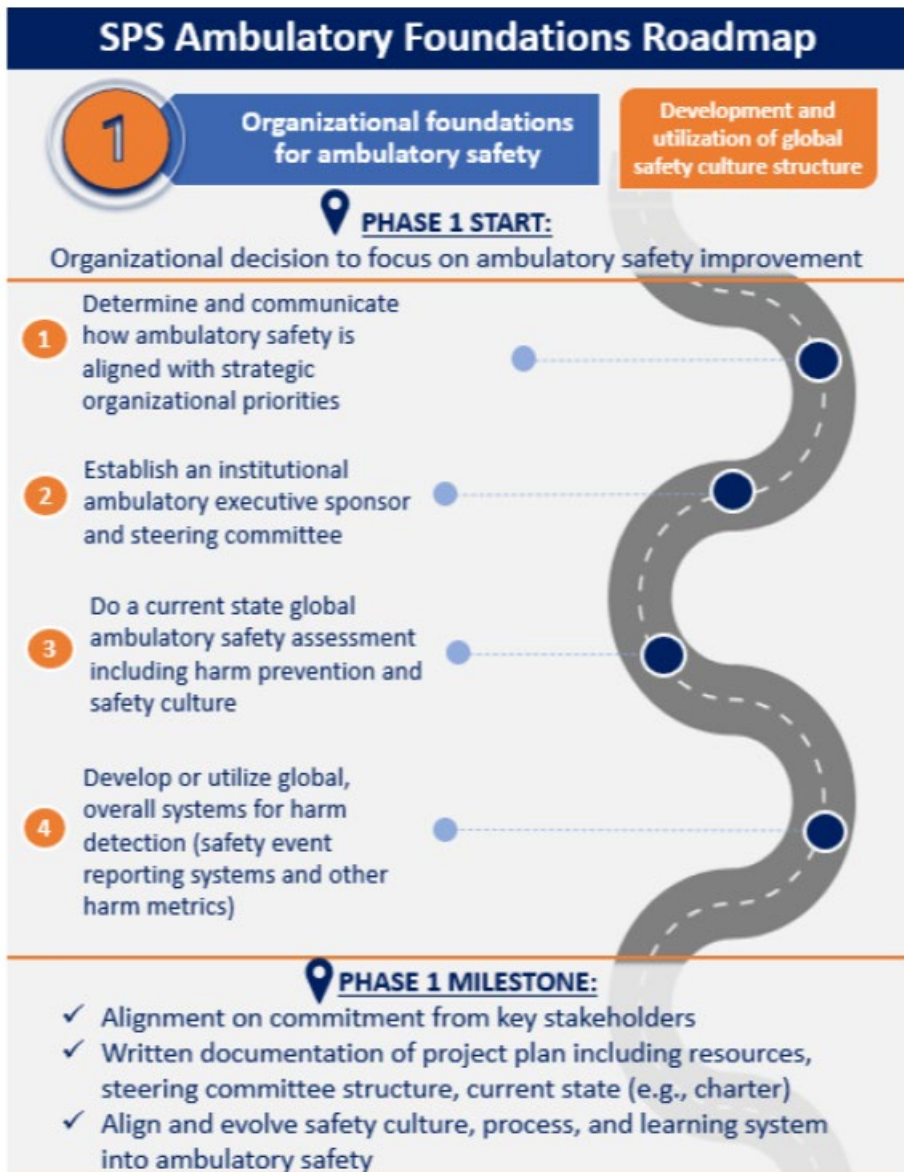 SPS Ambulatory Foundations Roadmap
1
Organizational foundations
for ambulatory safety
Development and
utilization of global
safety culture structure
PHASE 1 START:
Organizational decision to focus on ambulatory safety improvement
1
Determine and communicate
how ambulatory safety is
aligned with strategic
organizational priorities
2
Establish an institutional
ambulatory executive sponsor
and steering committee
3
Do a current state global
ambulatory safety assessment
including harm prevention and
safety culture
4
Develop or utilize global,
overall systems for harm
detection (safety event
reporting systems and other
harm metrics)
PHASE 1 MILESTONE:
✓ Alignment on commitment from key stakeholders
✓ Written documentation of project plan including resources,
steering committee structure, current state (e.g., charter)
✓ Align and evolve safety culture, process, and learning system
into ambulatory safety